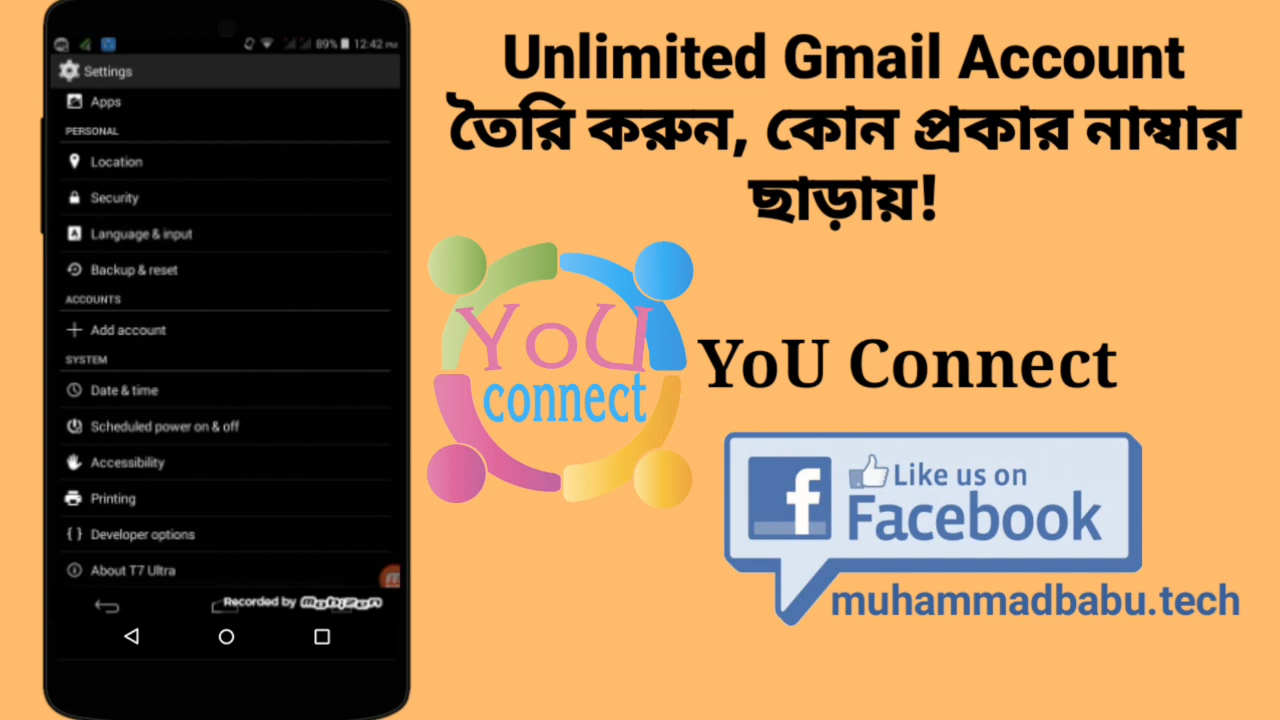 89% 12:42 PM
Settings
Apps
PERSONAL
Location
Security
Language & input
Backup & reset
ACCOUNTS
Add account
SYSTEM
Date & time
Scheduled power on & off
Accessibility
Printing
Developer options
About T7 Ultra
Recorded by
Unlimited Gmail Account
তৈরি করুন, কোন প্রকার নাম্বার
ছাড়ায়!
YoU
connect
YoU Connect
Like us on
Facebook
muhammadbabu.tech